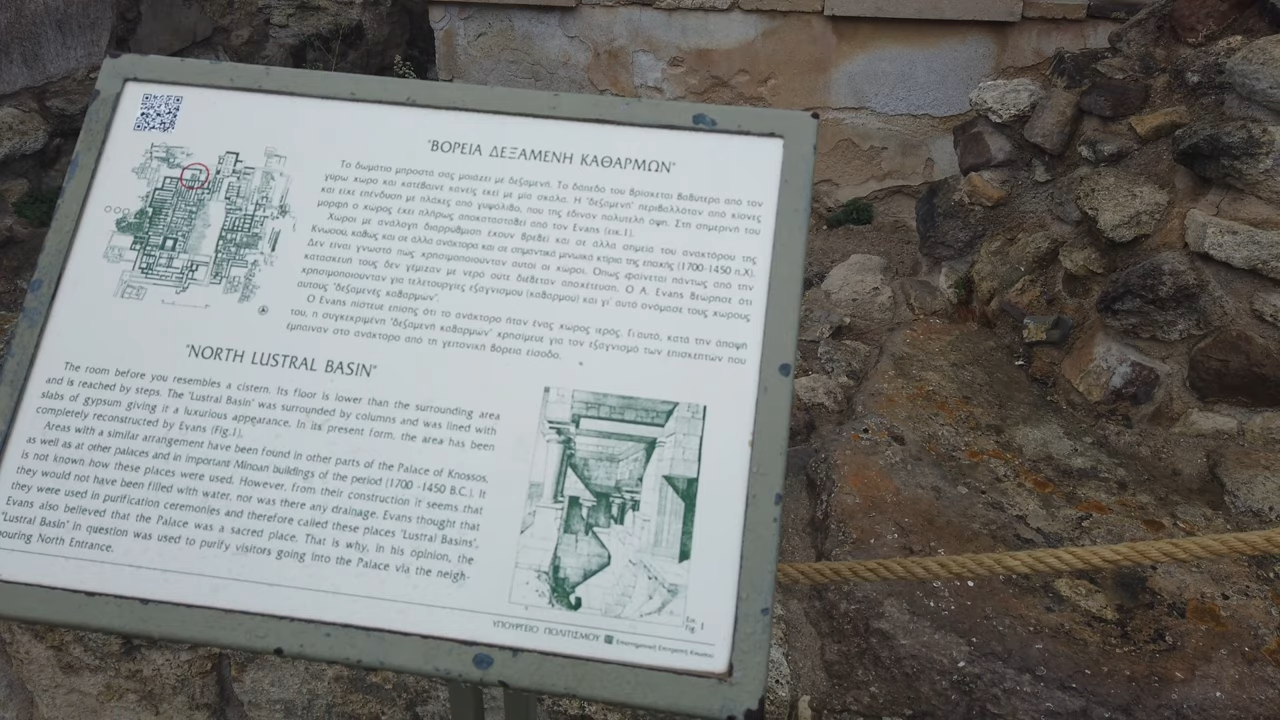 "ΒΟΡΕΙΑ ΔΕΞΑΜΕΝΗ ΚΑΘΑΡΜΩΝ"
Το δωμάτιο μπροστά σας μοιάζει με δεξαμενή. Το δάπεδό του βρίσκεται βαθύτερα από τον
γύρω χώρο και κατέβαινε κανείς εκεί με μία σκάλα. Η "δεξαμενή" περιβαλλόταν από κίονες
και είχε επένδυση με πλάκες από γυψόλιθο, που της έδιναν πολυτελή όψη. Στη σημερινή του
μορφή ο χώρος έχει πλήρως αποκατασταθεί από τον Evans (εικ.1).
Χώροι με ανάλογη διαρρύθμιση έχουν βρεθεί και σε άλλα σημεία του ανακτόρου της
Κνωσού, καθώς και σε άλλα ανάκτορα και σε σημαντικά μινωικά κτίρια της εποχής (1700-1450 π.Χ).
Δεν είναι γνωστό πώς χρησιμοποιούνταν αυτοί οι χώροι. Οπως φαίνεται πάντως από την
κατασκευή τους δεν γέμιζαν με νερό ούτε διέθεταν αποχέτευση. Ο Α. Evans θεώρησε ότι
χρησιμοποιούνταν για τελετουργίες εξαγνισμού (καθαρμού) και γι' αυτό ονόμασε τους χώρους
αυτούς "δεξαμενές καθαρμών".
Ο Evans πίστευε επίσης ότι το ανάκτορο ήταν ένας χώρος ιερός. Γι'αυτό, κατά την άποψή
του, η συγκεκριμένη "δεξαμενή καθαρμών" χρησίμευε για τον εξαγνισμό των επισκεπτών που
έμπαιναν στο ανάκτορο από τη γειτονική βόρεια είσοδο.
"NORTH LUSTRAL BASIN"
The room before you resembles a cistern. Its floor is lower than the surrounding area
and is reached by steps. The "Lustral Basin" was surrounded by columns and was lined with
slabs of gypsum giving it a luxurious appearance. In its present form, the area has been
completely reconstructed by Evans (Fig.1).
Areas with a similar arrangement have been found in other parts of the Palace of Knossos,
as well as at other palaces and in important Minoan buildings of the period (1700 -1450 B.C.). It
is not known how these places were used. However, from their construction it seems that
they would not have been filled with water, nor was there any drainage. Evans thought that
they were used in purification ceremonies and therefore called these places "Lustral Basins".
Evans also believed that the Palace was a sacred place. That is why, in his opinion, the
"Lustral Basin" in question was used to purify visitors going into the Palace via the neigh-
bouring North Entrance.
Εικ. 1
Fig.
ΥΠΟΥΡΓΕΙΟ ΠΟΛΙΤΙΣΜΟΥ Επιστημονική Επιτροπή Κνωσού